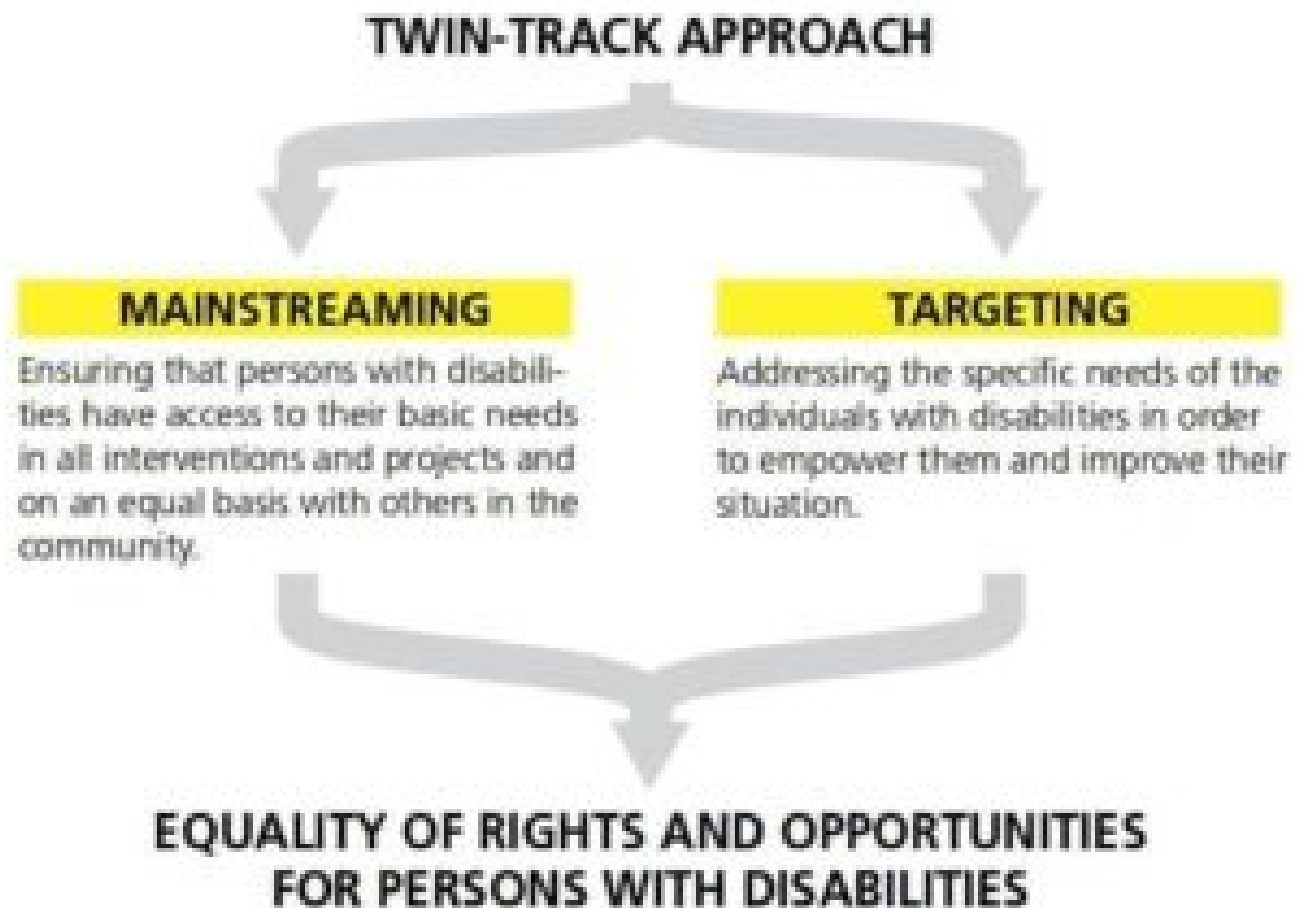 TWIN-TRACK APPROACH
MAINSTREAMING
Ensuring that persons with disabili-
ties have access to their basic needs
in all interventions and projects and
on an equal basis with others in the
community.
TARGETING
Addressing the specific needs of the
individuals with disabilities in order
to empower them and improve their
situation.
EQUALITY OF RIGHTS AND OPPORTUNITIES
FOR PERSONS WITH DISABILITIES